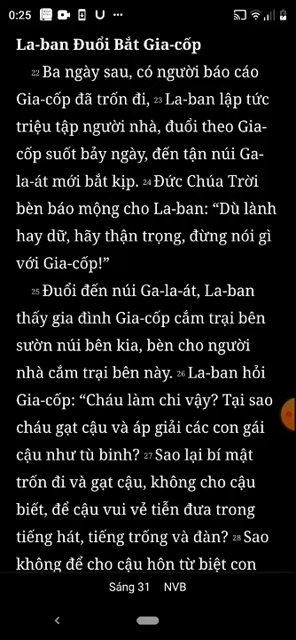 0:25
La-ban Đuổi Bắt Gia-cốp
22 Ba ngày sau, có người báo cáo
Gia-cốp đã trốn đi, 23 La-ban lập tức
triệu tập người nhà, đuổi theo Gia-
cốp suốt bảy ngày, đến tận núi Ga-
la-át mới bắt kịp. 24 Đức Chúa Trời
bèn báo mộng cho La-ban: “Dù lành
hay dữ, hãy thận trọng, đừng nói gì
với Gia-cốp!”
25 Đuổi đến núi Ga-la-át, La-ban
thấy gia đình Gia-cốp cắm trại bên
sườn núi bên kia, bèn cho người
nhà cắm trại bên này. 26 La-ban hỏi
Gia-cốp: “Cháu làm chi vậy? Tại sao
cháu gạt cậu và áp giải các con gái
cậu như tù binh? 27 Sao lại bí mật
trốn đi và gạt cậu, không cho cậu
biết, để cậu vui vẻ tiễn đưa trong
tiếng hát, tiếng trống và đàn? 28 Sao
không để cho cậu hôn từ biệt con
Sáng 31 NVB